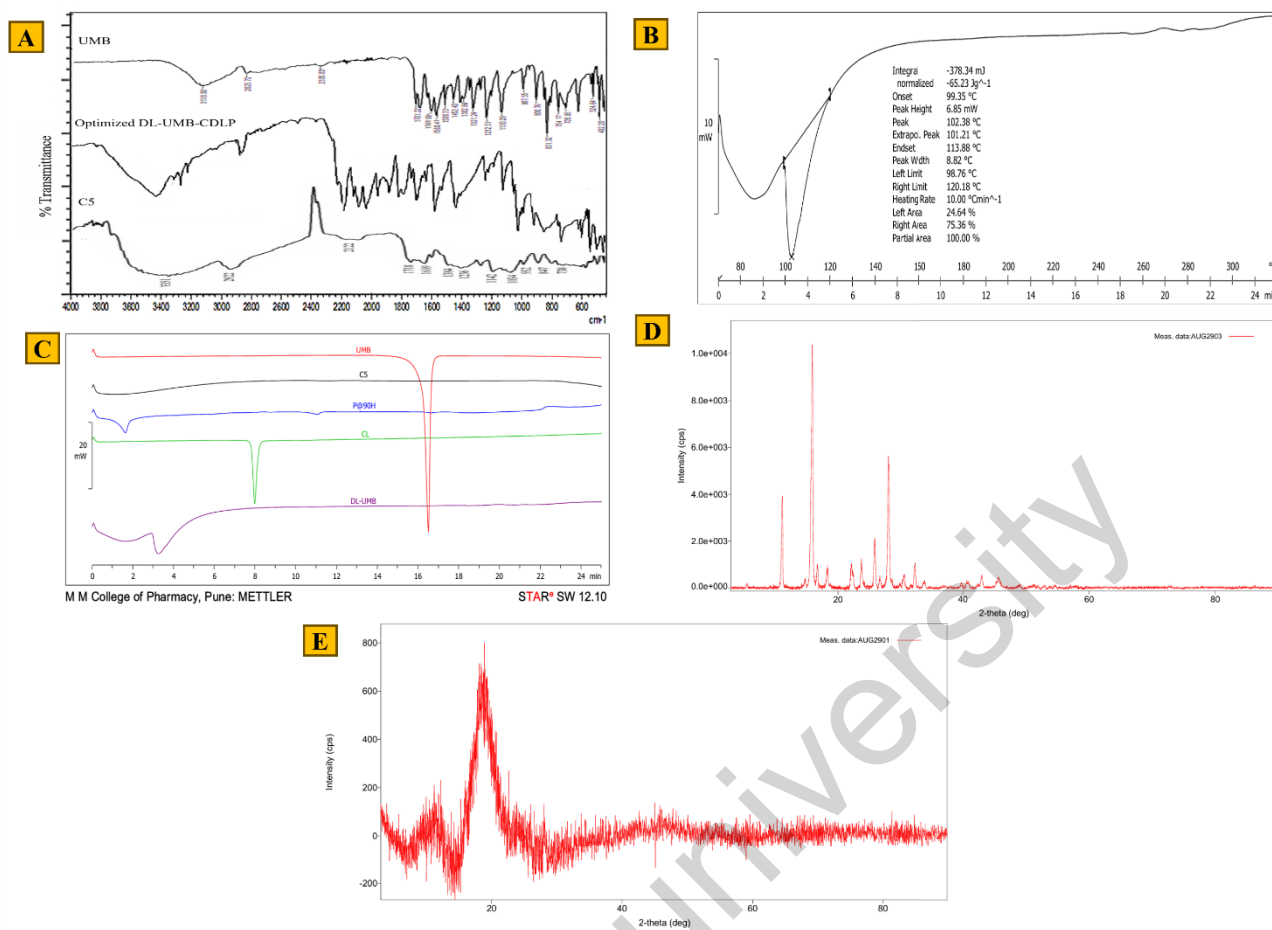 A
UMB
Optimized DL-UMB-CDLP
C5
% Transmittance
4000 3800 3600 3400 3200 3000 2800 2600 2400 2200 2000 1800 1600 1400 1200 1000 800 600 400
cm-1
B
10
mW
Integral -378.34 mJ
normalized -65.23 Jg^-1
Onset 99.35 °C
Peak Height 6.85 mW
Peak 102.38 °C
Extrapol. Peak 101.21 °C
Endset 113.88 °C
Peak Width 8.82 °C
Left Limit 98.76 °C
Right Limit 120.18 °C
Heating Rate 10.00 °Cmin^-1
Left Area 24.64 %
Right Area 75.36 %
Partial Area 100.00 %
80 100 120 140 160 180 200 220 240 260 280 300
0 2 4 6 8 10 12 14 16 18 20 22 24
C
UMB
C5
P@90H
CL
DL-UMB
20
mW
0 2 4 6 8 10 12 14 16 18 20 22 24 min
M M College of Pharmacy, Pune: METTLER
STARe SW 12.10
D
Meas. data:AUG2903
Intensity (cps)
1.0e+004
8.0e+003
6.0e+003
4.0e+003
2.0e+003
0.0e+000
20 40 60 80
2-theta (deg)
E
Meas. data:AUG2901
Intensity (cps)
800
600
400
200
0
-200
20 40 60 80
2-theta (deg)
university